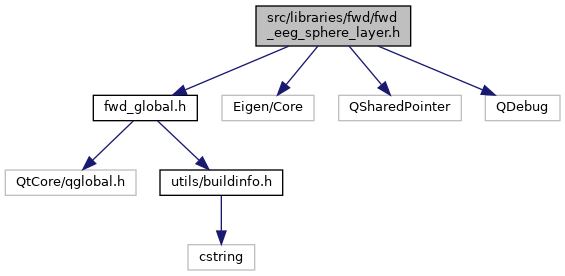 src/libraries/fwd/fwd
_eeg_sphere_layer.h
fwd_global.h
Eigen/Core
QSharedPointer
QDebug
QtCore/qglobal.h
utils/buildinfo.h
cstring